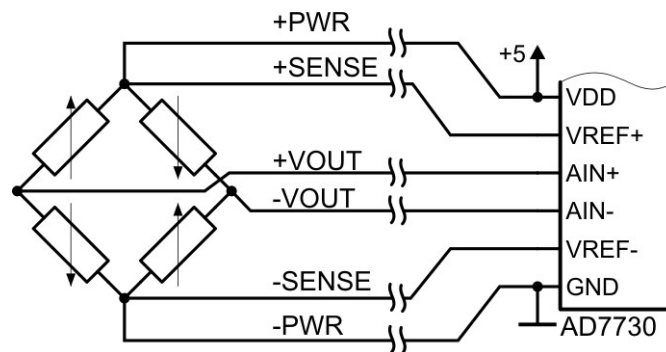 +PWR
+SENSE
+VOUT
-VOUT
-SENSE
-PWR
+5
VDD
VREF+
AIN+
AIN-
VREF-
GND
AD7730